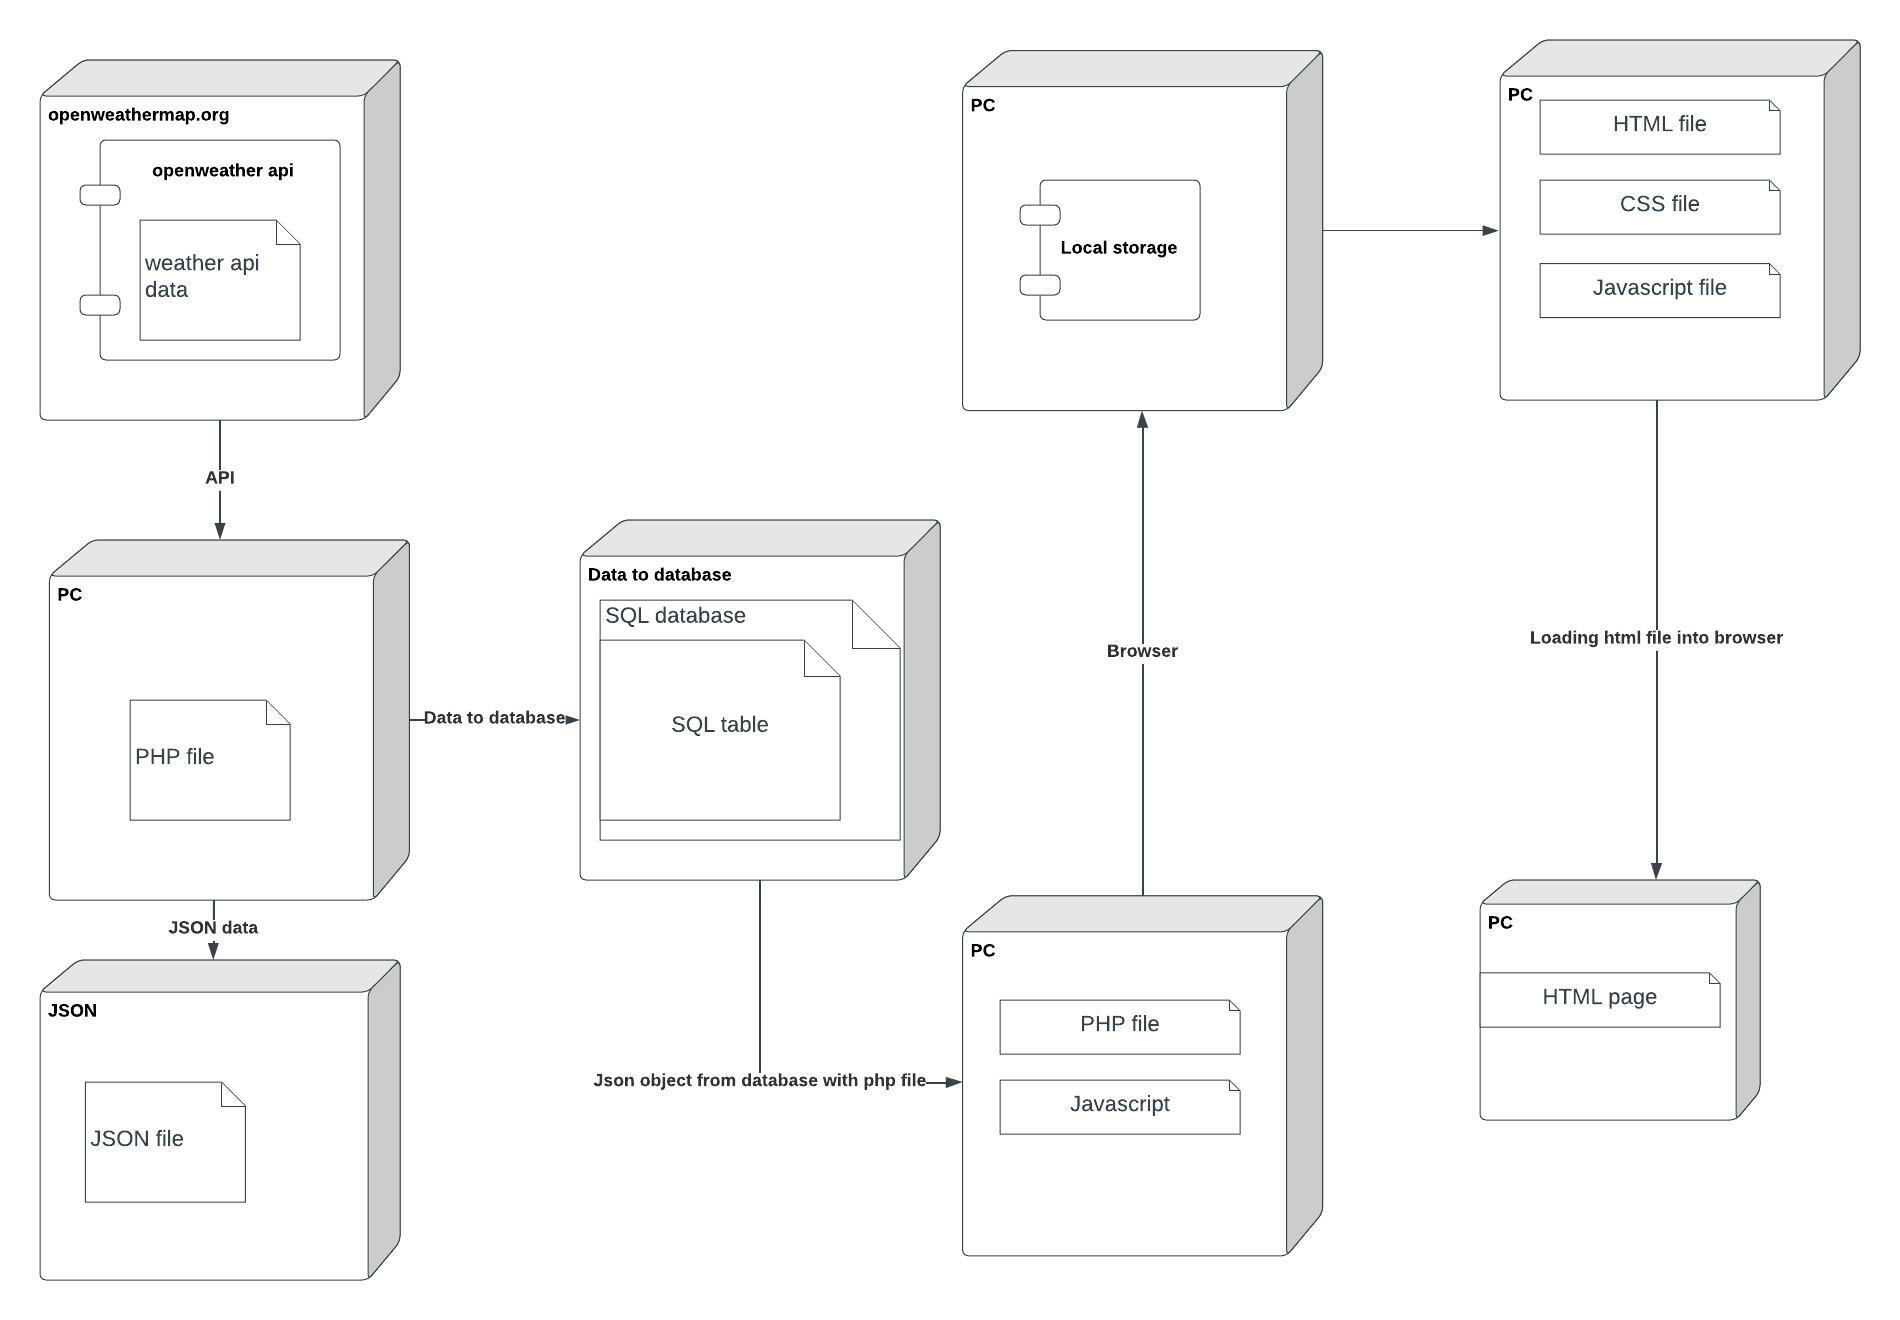 openweathermap.org
openweather api
weather api
data
API
PC
PHP file
JSON data
JSON
JSON file
Data to database
Data to database
SQL database
SQL table
Json object from database with php file
PC
PHP file
Javascript
Browser
PC
Local storage
PC
HTML file
CSS file
Javascript file
Loading html file into browser
PC
HTML page